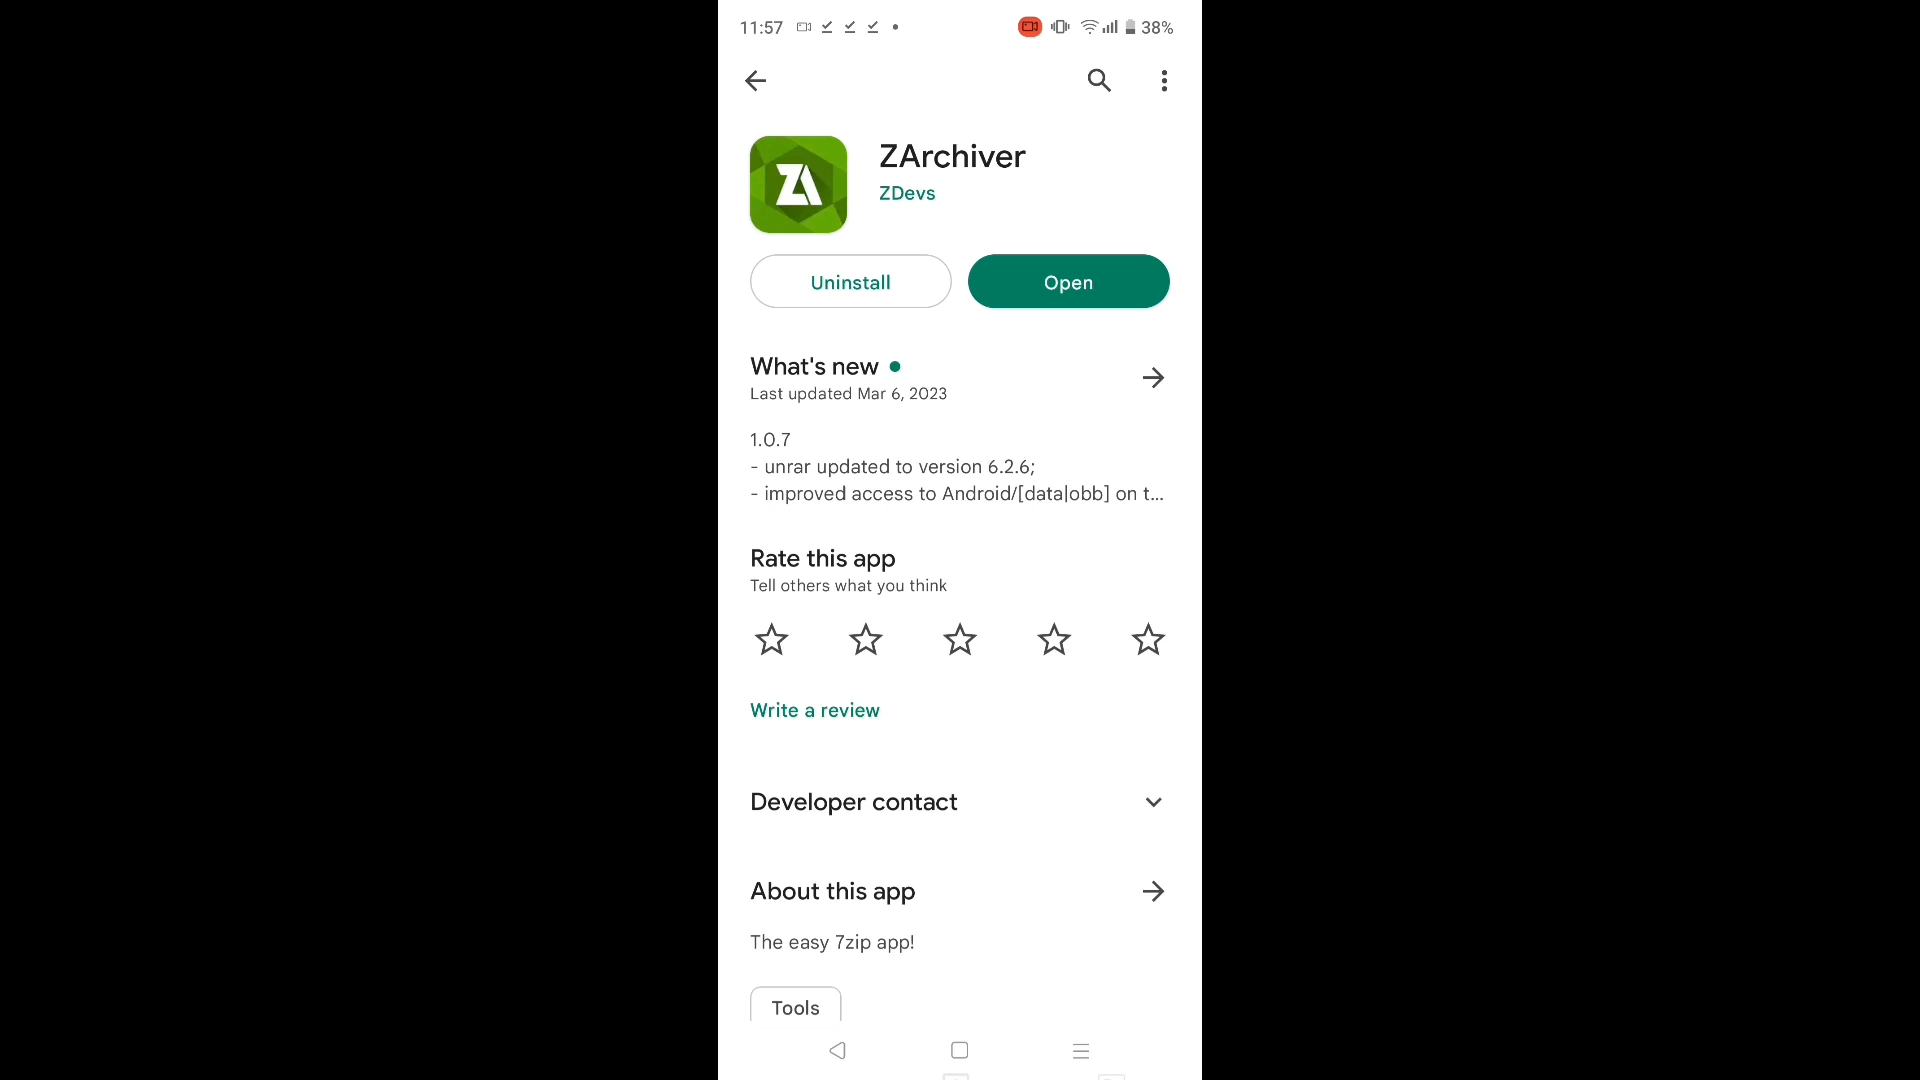 11:57
38%
ZArchiver
ZDevs
Uninstall
Open
What's new
Last updated Mar 6, 2023
1.0.7
- unrar updated to version 6.2.6;
- improved access to Android/[data|obb] on t...
Rate this app
Tell others what you think
Write a review
Developer contact
About this app
The easy 7zip app!
Tools